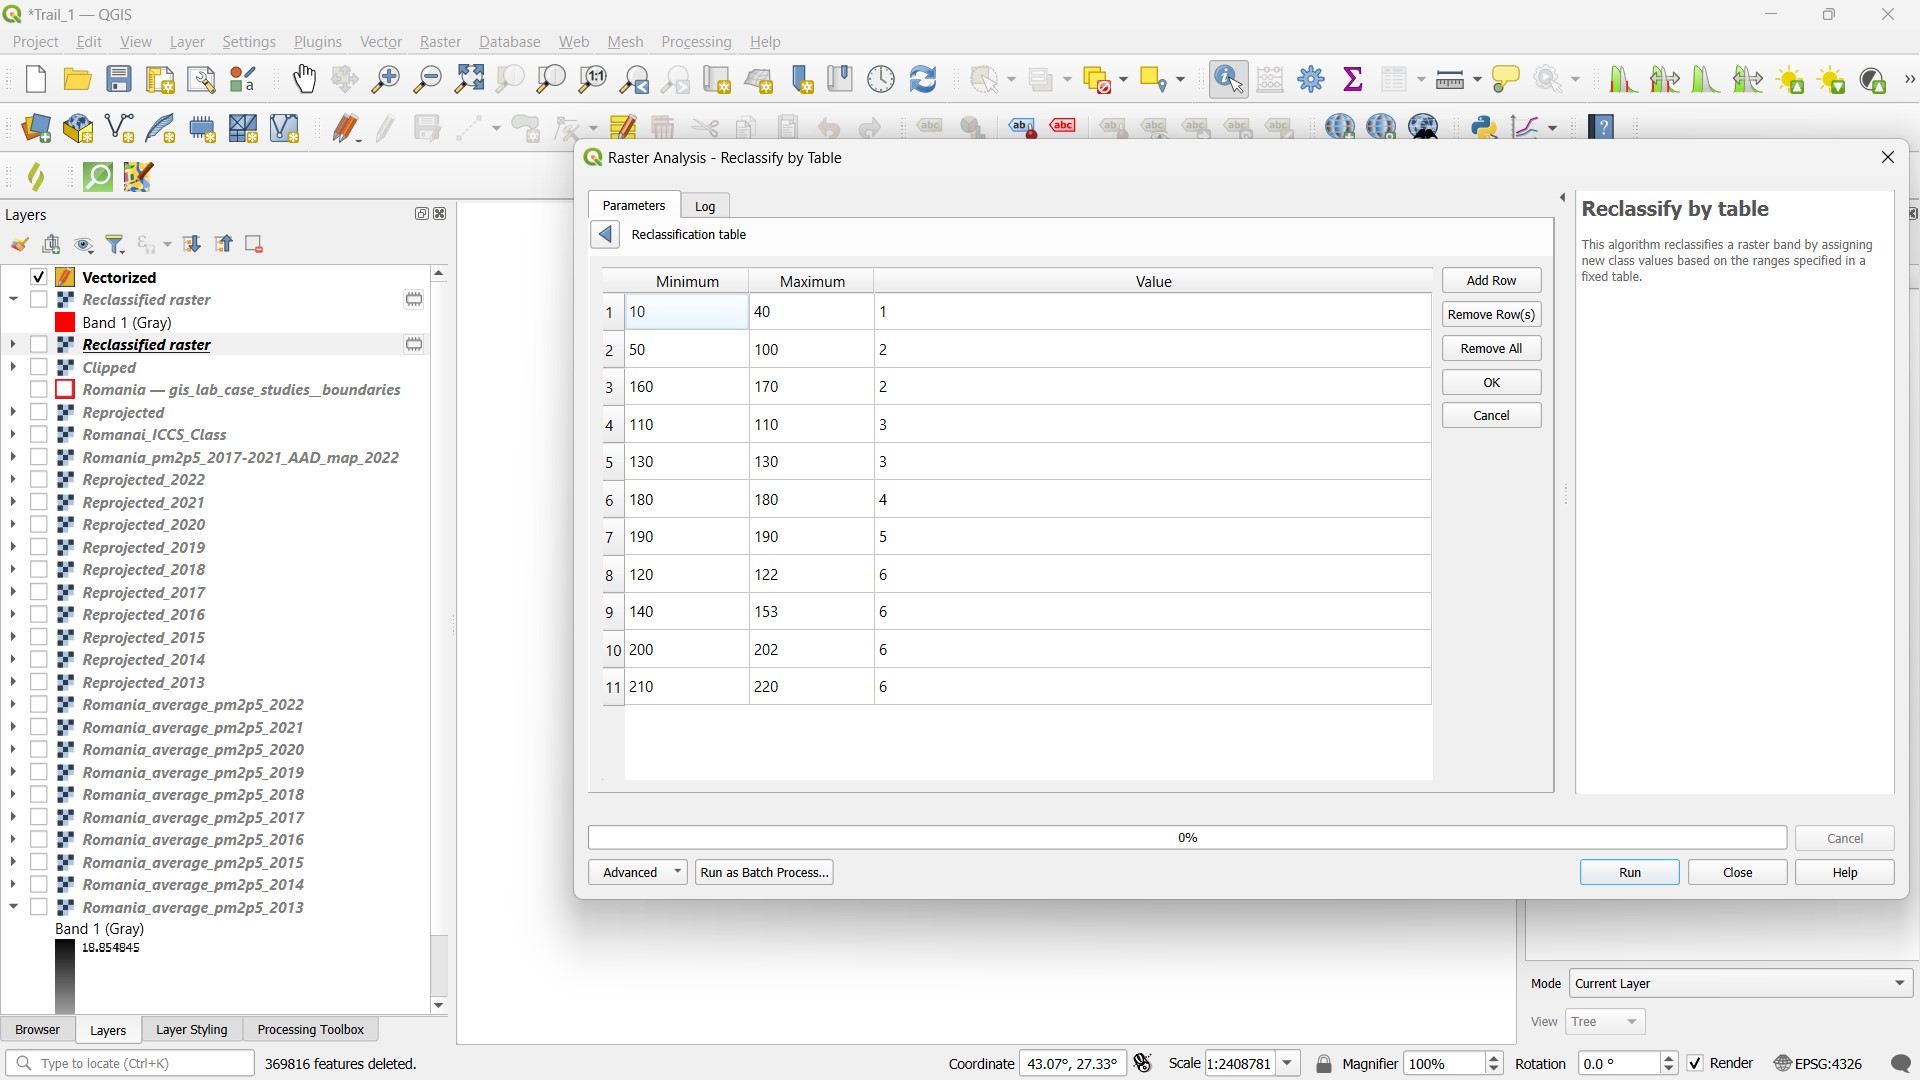 *Trail_1 — QGIS
Project Edit View Layer Settings Plugins Vector Raster Database Web Mesh Processing Help
Raster Analysis - Reclassify by Table
Parameters Log
Reclassification table
Minimum Maximum Value
1 10 40 1
2 50 100 2
3 160 170 2
4 110 110 3
5 130 130 3
6 180 180 4
7 190 190 5
8 120 122 6
9 140 153 6
10 200 202 6
11 210 220 6
Add Row
Remove Row(s)
Remove All
OK
Cancel
Reclassify by table
This algorithm reclassifies a raster band by assigning
new class values based on the ranges specified in a
fixed table.
0%
Cancel
Advanced Run as Batch Process... Run Close Help
Layers
Vectorized
Reclassified raster
Band 1 (Gray)
Reclassified raster
Clipped
Romania — gis_lab_case_studies__boundaries
Reprojected
Romanai_ICCS_Class
Romania_pm2p5_2017-2021_AAD_map_2022
Reprojected_2022
Reprojected_2021
Reprojected_2020
Reprojected_2019
Reprojected_2018
Reprojected_2017
Reprojected_2016
Reprojected_2015
Reprojected_2014
Reprojected_2013
Romania_average_pm2p5_2022
Romania_average_pm2p5_2021
Romania_average_pm2p5_2020
Romania_average_pm2p5_2019
Romania_average_pm2p5_2018
Romania_average_pm2p5_2017
Romania_average_pm2p5_2016
Romania_average_pm2p5_2015
Romania_average_pm2p5_2014
Romania_average_pm2p5_2013
Band 1 (Gray)
18.854845
Browser Layers Layer Styling Processing Toolbox
Mode Current Layer
View Tree
Type to locate (Ctrl+K) 369816 features deleted. Coordinate 43.07°, 27.33° Scale 1:2408781 Magnifier 100% Rotation 0.0 ° Render EPSG:4326